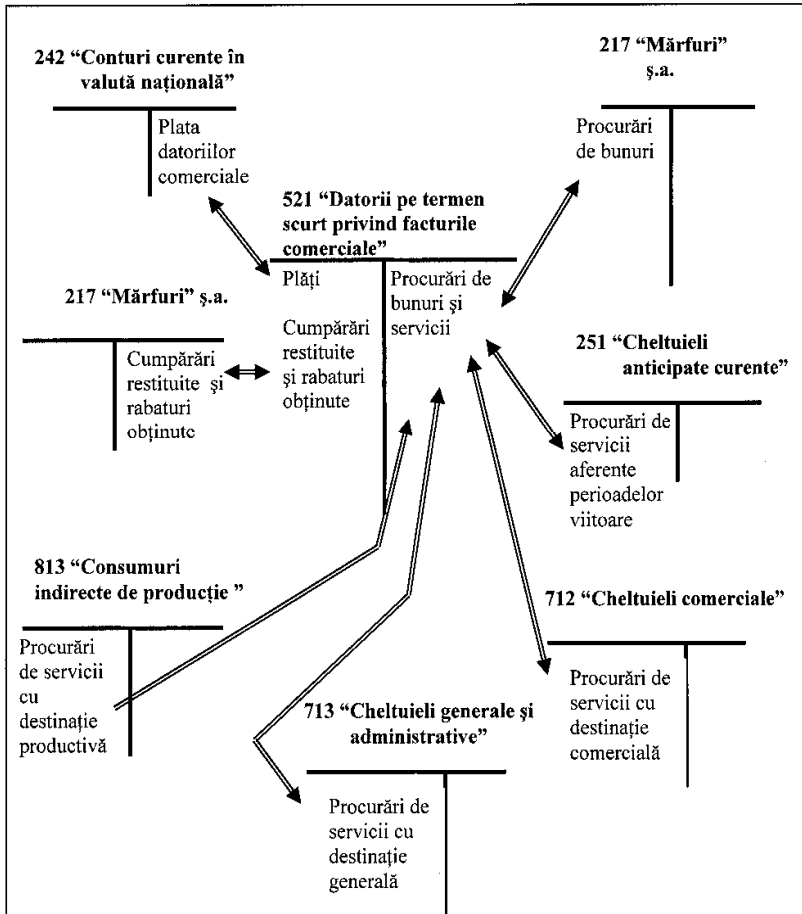 242 “Conturi curente în
valută națională”
Plata
datoriilor
comerciale
217 “Mărfuri”
ş.a.
Procurări
de bunuri
521 “Datorii pe termen
scurt privind facturile
comerciale”
Plăți
Cumpărări
restituite
şi rabaturi
obținute
Procurări de
bunuri şi
servicii
217 “Mărfuri” ş.a.
Cumpărări
restituite şi
rabaturi
obținute
251 “Cheltuieli
anticipate curente”
Procurări de
servicii
aferente
perioadelor
viitoare
813 “Consumuri
indirecte de producție ”
Procurări
de servicii
cu
destinație
productivă
712 “Cheltuieli comerciale”
Procurări de
servicii cu
destinație
comercială
713 “Cheltuieli generale şi
administrative”
Procurări de
servicii cu
destinație
generală